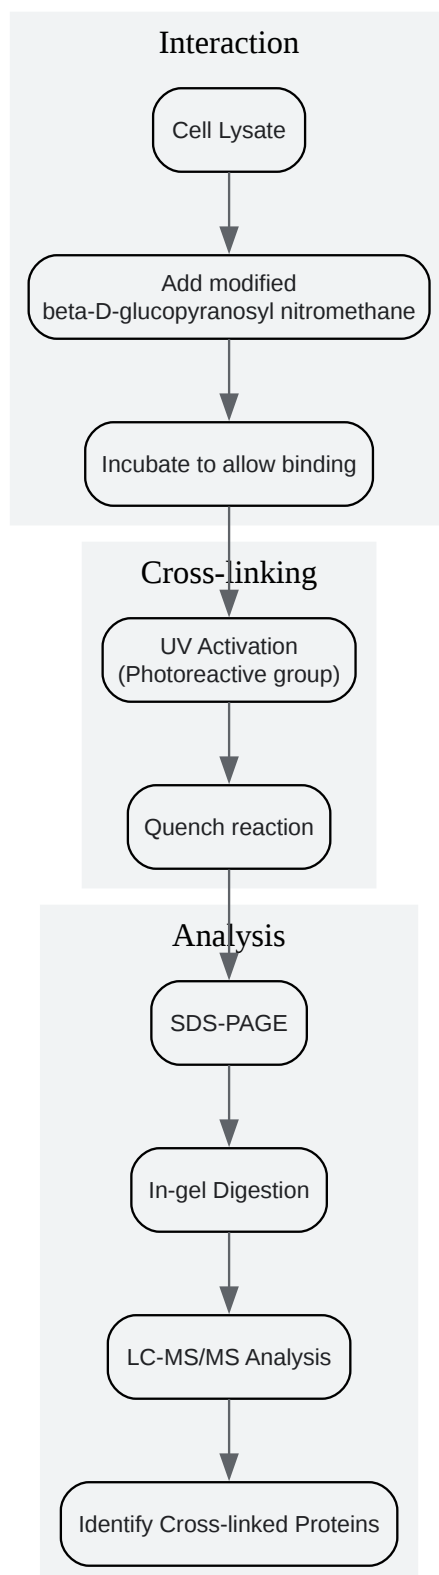 Interaction
Cell Lysate
Add modified
beta-D-glucopyranosyl nitromethane
Incubate to allow binding
Cross-linking
UV Activation
(Photoreactive group)
Quench reaction
Analysis
SDS-PAGE
In-gel Digestion
LC-MS/MS Analysis
Identify Cross-linked Proteins